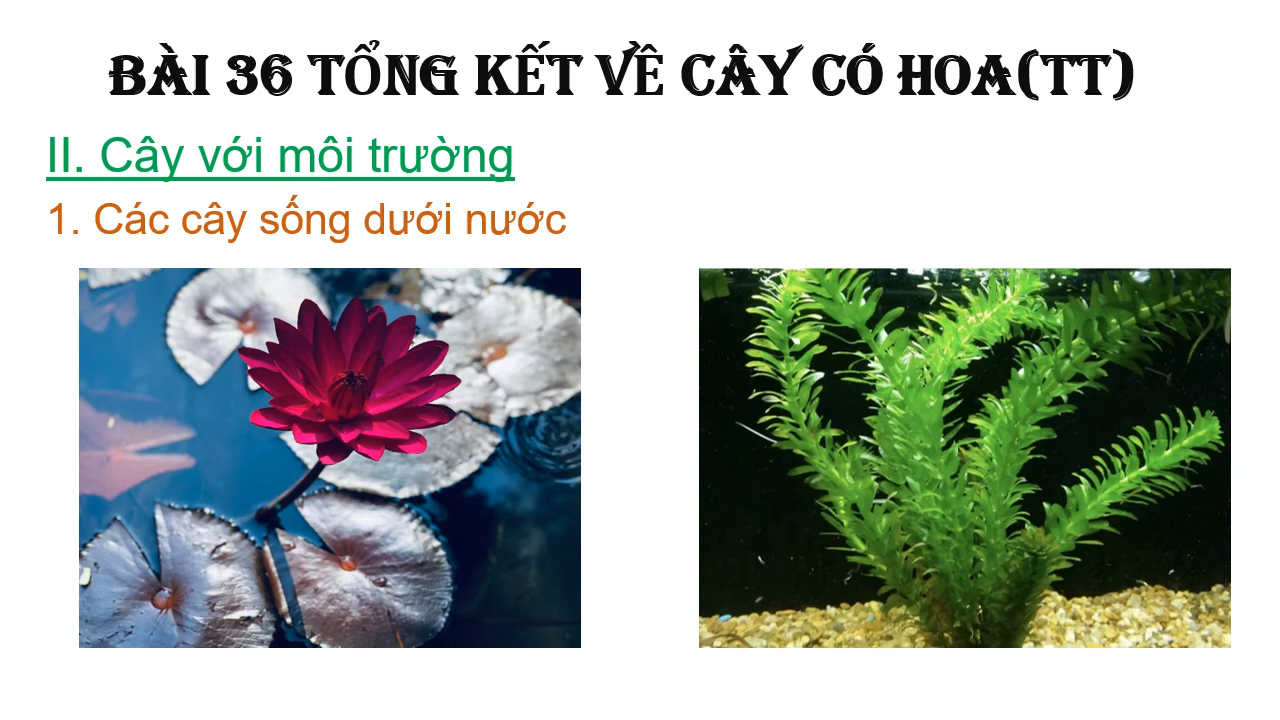 BÀI 36 TỔNG KẾT VỀ CÂY CÓ HOA(TT)
II. Cây với môi trường
1. Các cây sống dưới nước